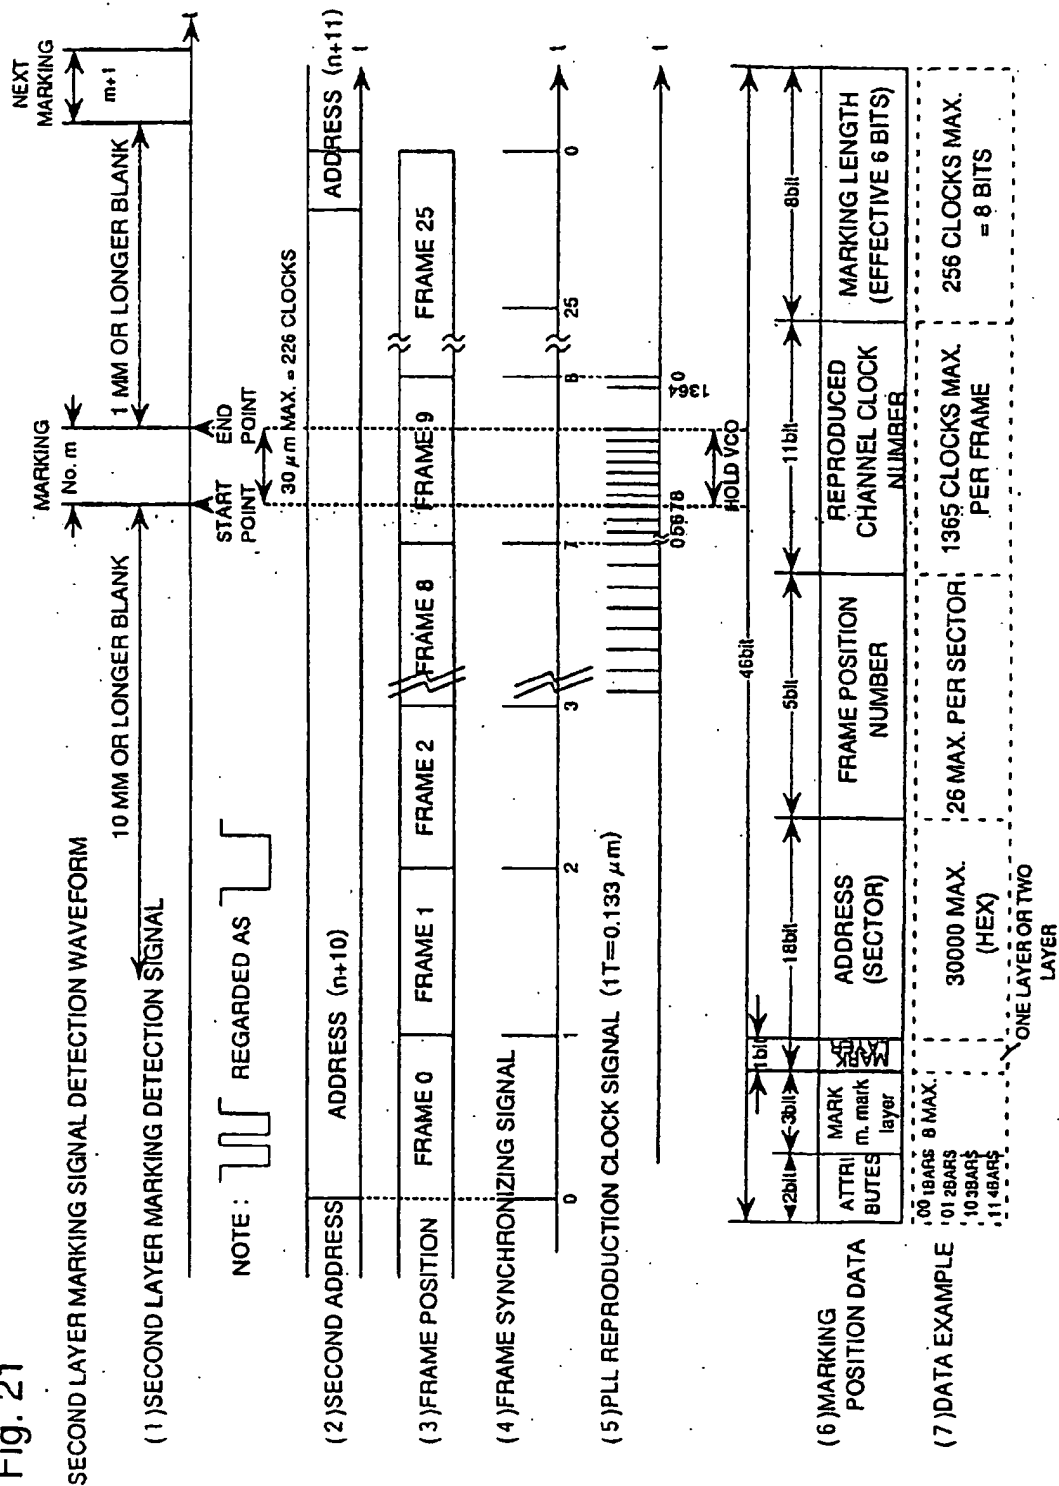 Fig. 21
SECOND LAYER MARKING SIGNAL DETECTION WAVEFORM
(1)SECOND LAYER MARKING DETECTION SIGNAL
10 MM OR LONGER BLANK
MARKING
No. m
1 MM OR LONGER BLANK
NEXT
MARKING
m+1
t
NOTE :
REGARDED AS
START
POINT
END
POINT
30 μm MAX. = 226 CLOCKS
(2)SECOND ADDRESS
ADDRESS (n+10)
ADDRESS (n+11)
t
(3)FRAME POSITION
FRAME 0
FRAME 1
FRAME 2
FRAME 8
FRAME 9
FRAME 25
(4)FRAME SYNCHRONIZING SIGNAL
0
1
2
3
7
8
25
0
t
(5)PLL REPRODUCTION CLOCK SIGNAL (1T=0.133 μm)
05678
1364
0
t
HOLD VCO
46bit
2bit
3bit
1bit
18bit
5bit
11bit
8bit
(6)MARKING
POSITION DATA
ATTRI
BUTES
MARK
m. mark
layer
MARK
LAYER
ADDRESS
(SECTOR)
FRAME POSITION
NUMBER
REPRODUCED
CHANNEL CLOCK
NUMBER
MARKING LENGTH
(EFFECTIVE 6 BITS)
(7)DATA EXAMPLE
00 1BARS
01 2BARS
10 3BARS
11 4BARS
8 MAX.
30000 MAX.
(HEX)
26 MAX. PER SECTOR
1365 CLOCKS MAX.
PER FRAME
256 CLOCKS MAX.
= 8 BITS
ONE LAYER OR TWO
LAYER